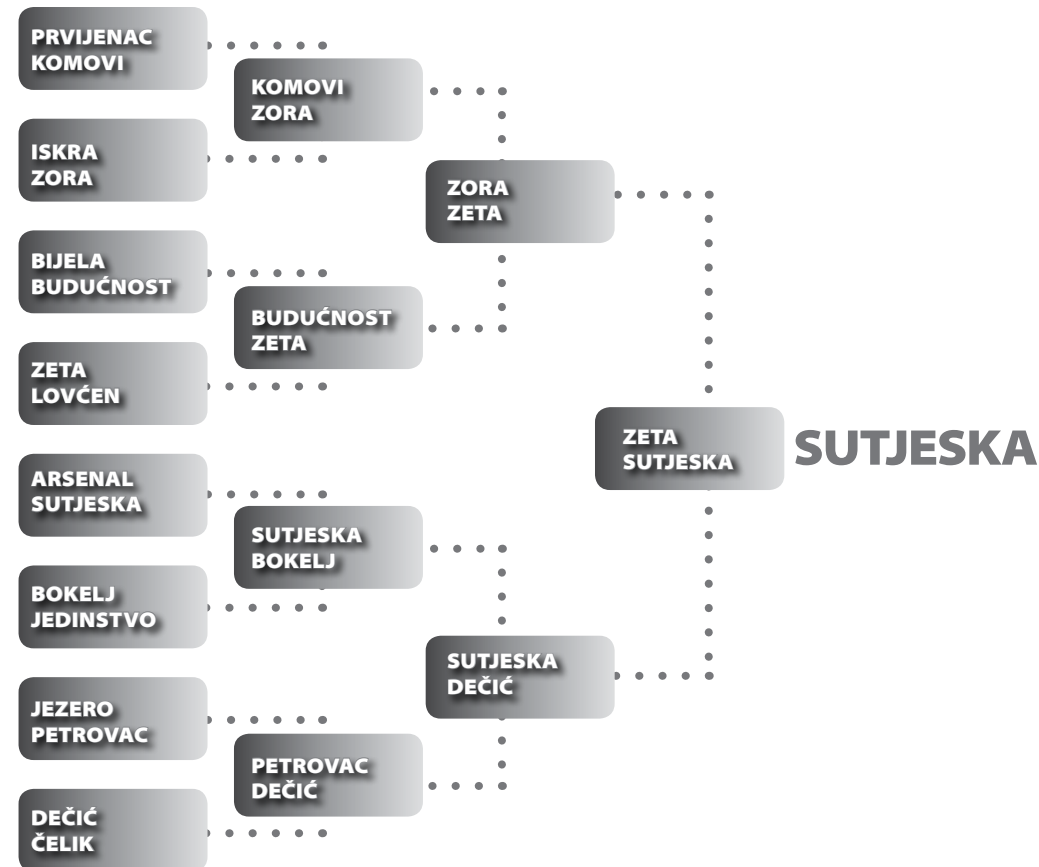 PRVIJENAC
KOMOVI
ISKRA
ZORA
BIJELA
BUDUĆNOST
ZETA
LOVĆEN
ARSENAL
SUTJESKA
BOKELJ
JEDINSTVO
JEZERO
PETROVAC
DEČIĆ
ČELIK
KOMOVI
ZORA
BUDUĆNOST
ZETA
SUTJESKA
BOKELJ
PETROVAC
DEČIĆ
ZORA
ZETA
SUTJESKA
DEČIĆ
ZETA
SUTJESKA
SUTJESKA